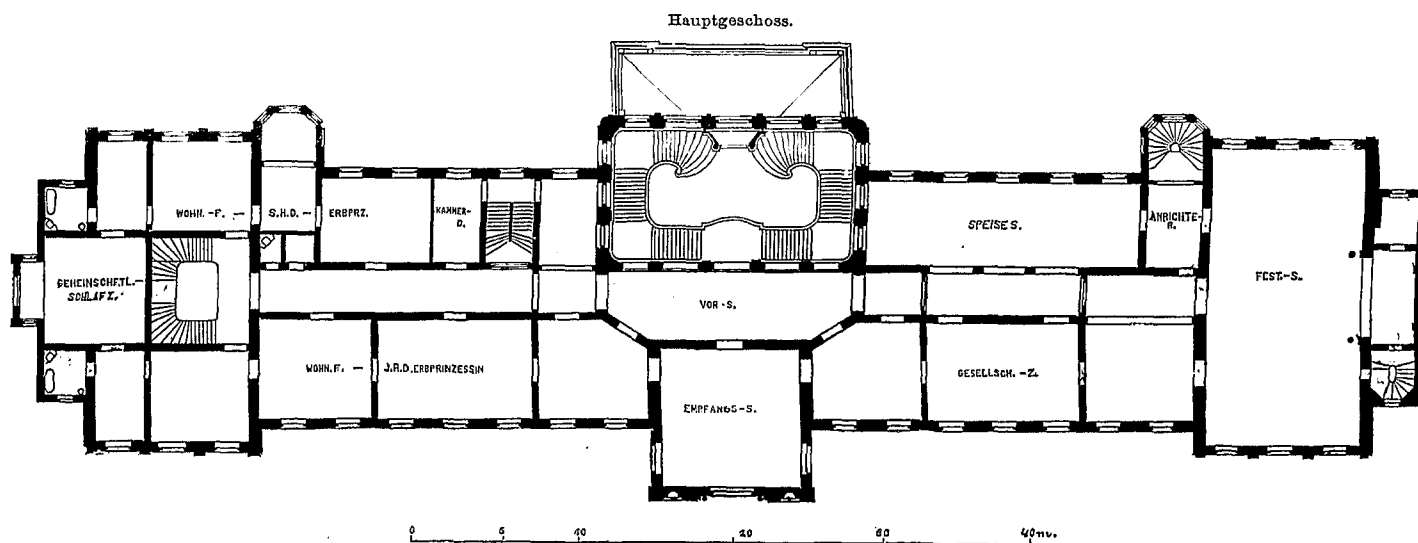 Hauptgeschoss.
WOHN.-F. — S.H.D. — ERBPRZ.
KAMMER-
D.
SPEISE S.
ANRICHTE-
R.
GEMEINSCHFTL.—
SCHLAFZ.
VOR-S.
FEST.-S.
WOHN.F. — J.H.D.ERBPRINZESSIN
GESELLSCH.-Z.
EMPFANGS-S.
0 5 10 20 30 40 m.